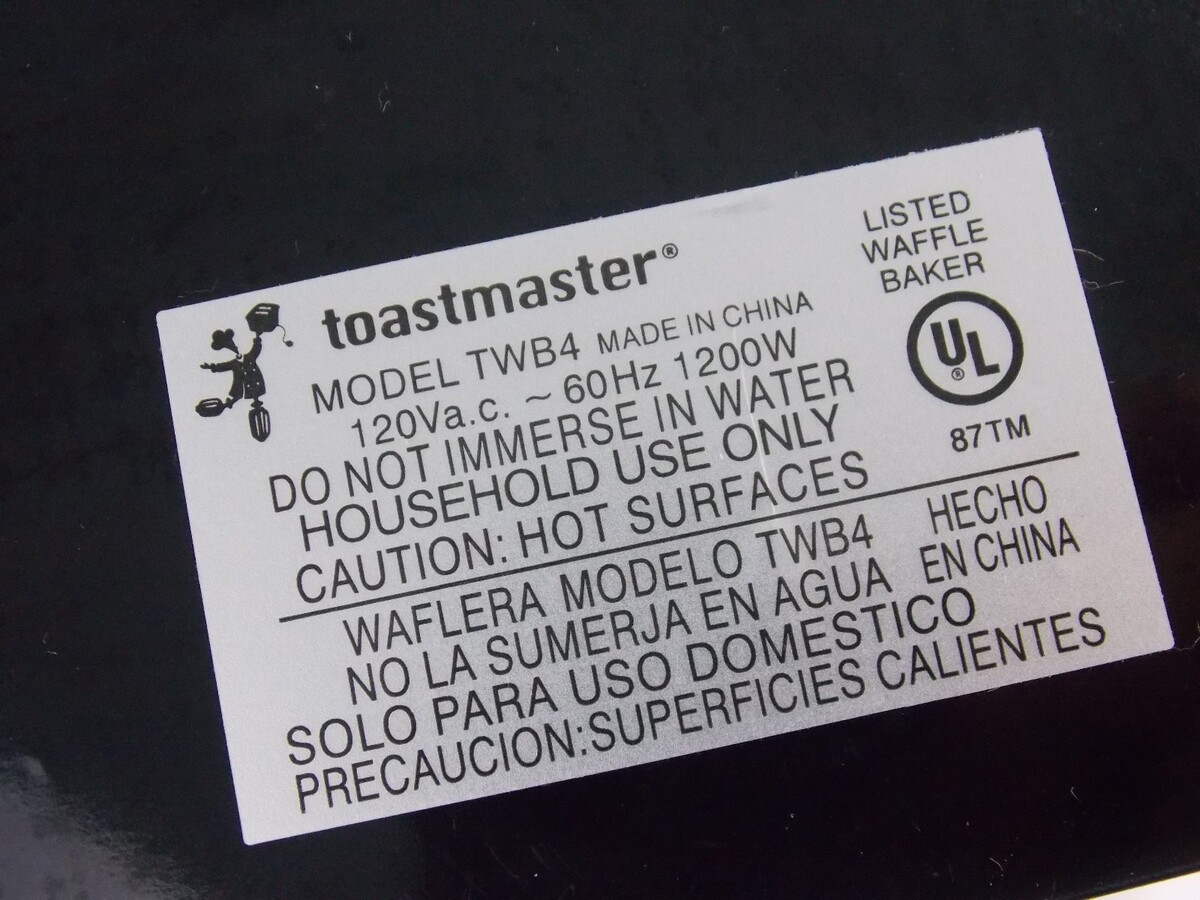 toastmaster®
MODEL TWB4 MADE IN CHINA
120Va.c. ~ 60Hz 1200W
DO NOT IMMERSE IN WATER
HOUSEHOLD USE ONLY
CAUTION: HOT SURFACES
LISTED
WAFFLE
BAKER
UL®
87TM
WAFLERA MODELO TWB4
NO LA SUMERJA EN AGUA
HECHO
EN CHINA
SOLO PARA USO DOMESTICO
PRECAUCION:SUPERFICIES CALIENTES